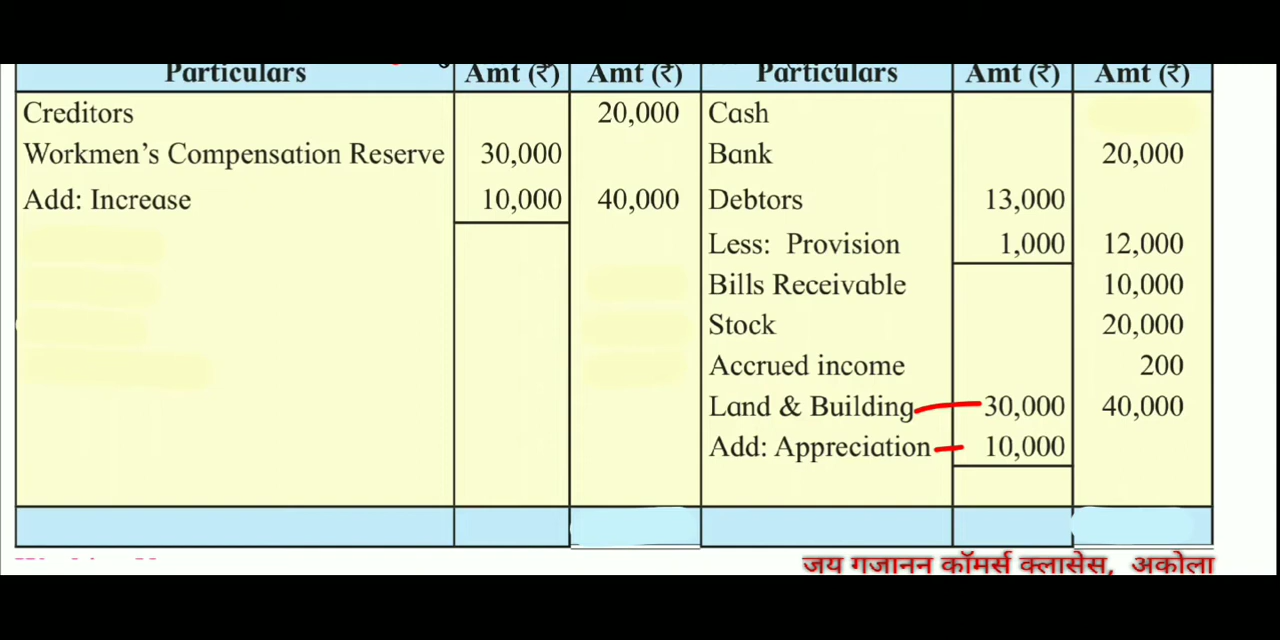 Particulars Amt (₹) Amt (₹) Particulars Amt (₹) Amt (₹)
Creditors 20,000 Cash
Workmen's Compensation Reserve 30,000 Bank 20,000
Add: Increase 10,000 40,000 Debtors 13,000
Less: Provision 1,000 12,000
Bills Receivable 10,000
Stock 20,000
Accrued income 200
Land & Building 30,000 40,000
Add: Appreciation 10,000
जय गजानन कॉमर्स क्लासेस, अकोला